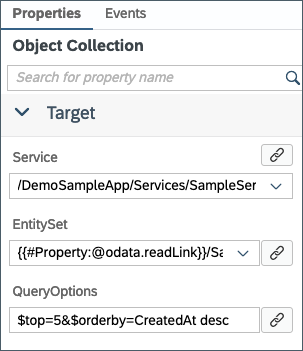 Properties Events
Object Collection
Search for property name
Target
Service
/DemoSampleApp/Services/SampleSer
EntitySet
{{#Property:@odata.readLink}}/Sa
QueryOptions
$top=5&$orderby=CreatedAt desc